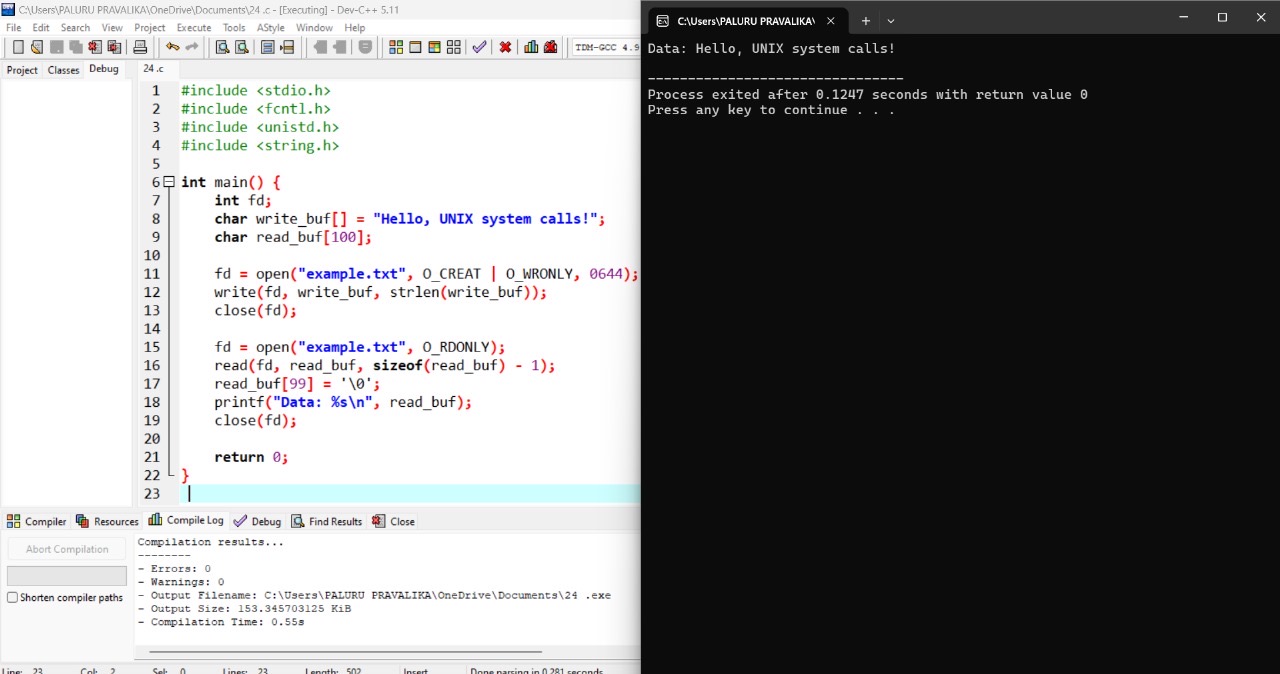 C:\Users\PALURU PRAVALIKA\OneDrive\Documents\24 .c - [Executing] - Dev-C++ 5.11
File Edit Search View Project Execute Tools AStyle Window Help
TDM-GCC 4.9
Project Classes Debug
24 .c
1 #include <stdio.h>
2 #include <fcntl.h>
3 #include <unistd.h>
4 #include <string.h>
5
6 int main() {
7 int fd;
8 char write_buf[] = "Hello, UNIX system calls!";
9 char read_buf[100];
10
11 fd = open("example.txt", O_CREAT | O_WRONLY, 0644);
12 write(fd, write_buf, strlen(write_buf));
13 close(fd);
14
15 fd = open("example.txt", O_RDONLY);
16 read(fd, read_buf, sizeof(read_buf) - 1);
17 read_buf[99] = '\0';
18 printf("Data: %s\n", read_buf);
19 close(fd);
20
21 return 0;
22 }
23
Compiler Resources Compile Log Debug Find Results Close
Abort Compilation
Shorten compiler paths
Compilation results...
--------
- Errors: 0
- Warnings: 0
- Output Filename: C:\Users\PALURU PRAVALIKA\OneDrive\Documents\24 .exe
- Output Size: 153.345703125 KiB
- Compilation Time: 0.55s
Line: 23 Col: 2 Sel: 0 Lines: 23 Length: 502 Insert Done parsing in 0.281 seconds
C:\Users\PALURU PRAVALIKA\
Data: Hello, UNIX system calls!
--------------------------------
Process exited after 0.1247 seconds with return value 0
Press any key to continue . . .